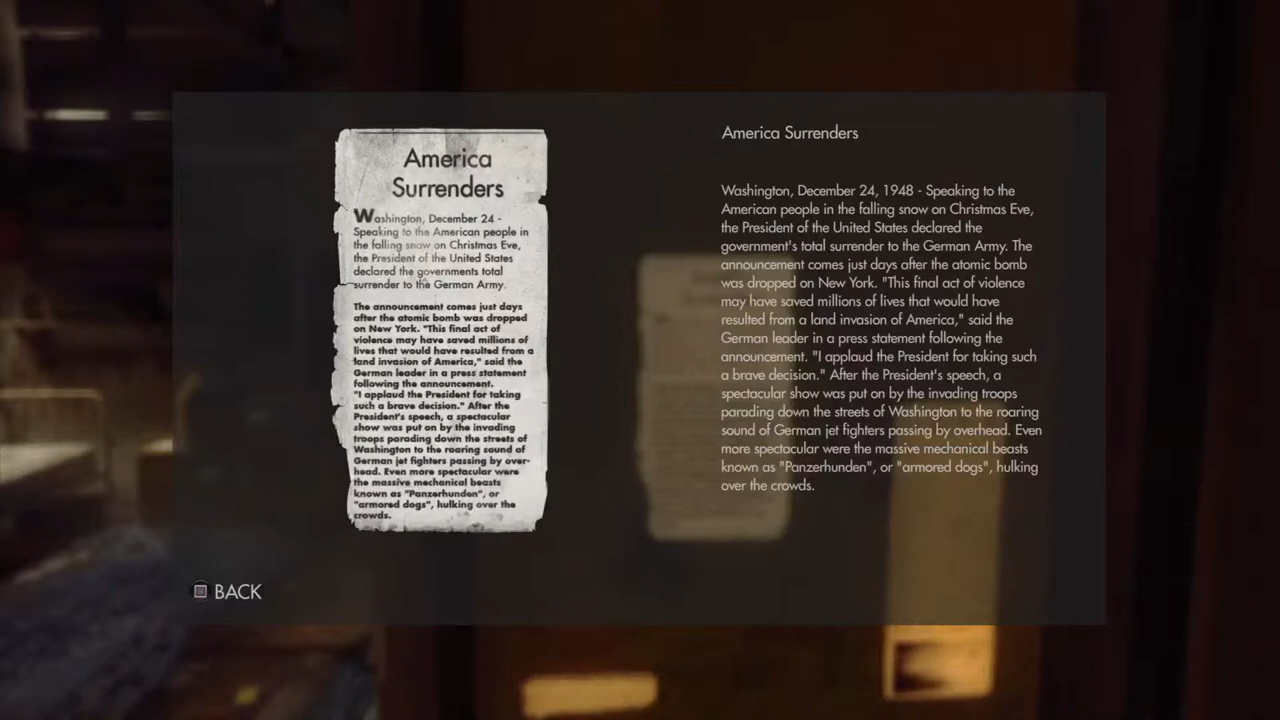 America
Surrenders
Washington, December 24 -
Speaking to the American people in
the falling snow on Christmas Eve,
the President of the United States
declared the governments total
surrender to the German Army.
The announcement comes just days
after the atomic bomb was dropped
on New York. "This final act of
violence may have saved millions of
lives that would have resulted from a
land invasion of America," said the
German leader in a press statement
following the announcement.
"I applaud the President for taking
such a brave decision." After the
President's speech, a spectacular
show was put on by the invading
troops parading down the streets of
Washington to the roaring sound of
German jet fighters passing by over-
head. Even more spectacular were
the massive mechanical beasts
known as "Panzerhunden", or
"armored dogs", hulking over the
crowds.
America Surrenders
Washington, December 24, 1948 - Speaking to the
American people in the falling snow on Christmas Eve,
the President of the United States declared the
government's total surrender to the German Army. The
announcement comes just days after the atomic bomb
was dropped on New York. "This final act of violence
may have saved millions of lives that would have
resulted from a land invasion of America," said the
German leader in a press statement following the
announcement. "I applaud the President for taking such
a brave decision." After the President's speech, a
spectacular show was put on by the invading troops
parading down the streets of Washington to the roaring
sound of German jet fighters passing by overhead. Even
more spectacular were the massive mechanical beasts
known as "Panzerhunden", or "armored dogs", hulking
over the crowds.
BACK